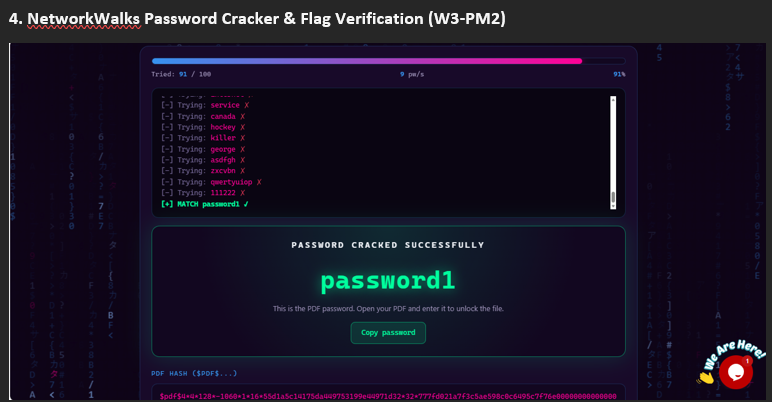 4. NetworkWalks Password Cracker & Flag Verification (W3-PM2)
Tried: 91 / 100
9 pw/s
91%
[-] Trying: service ✗
[-] Trying: canada ✗
[-] Trying: hockey ✗
[-] Trying: killer ✗
[-] Trying: george ✗
[-] Trying: asdfgh ✗
[-] Trying: zxcvbn ✗
[-] Trying: qwertyuiop ✗
[-] Trying: 111222 ✗
[+] MATCH password1 ✓
PASSWORD CRACKED SUCCESSFULLY
password1
This is the PDF password. Open your PDF and enter it to unlock the file.
Copy password
We Are Here!
1
PDF HASH ($PDF$...)